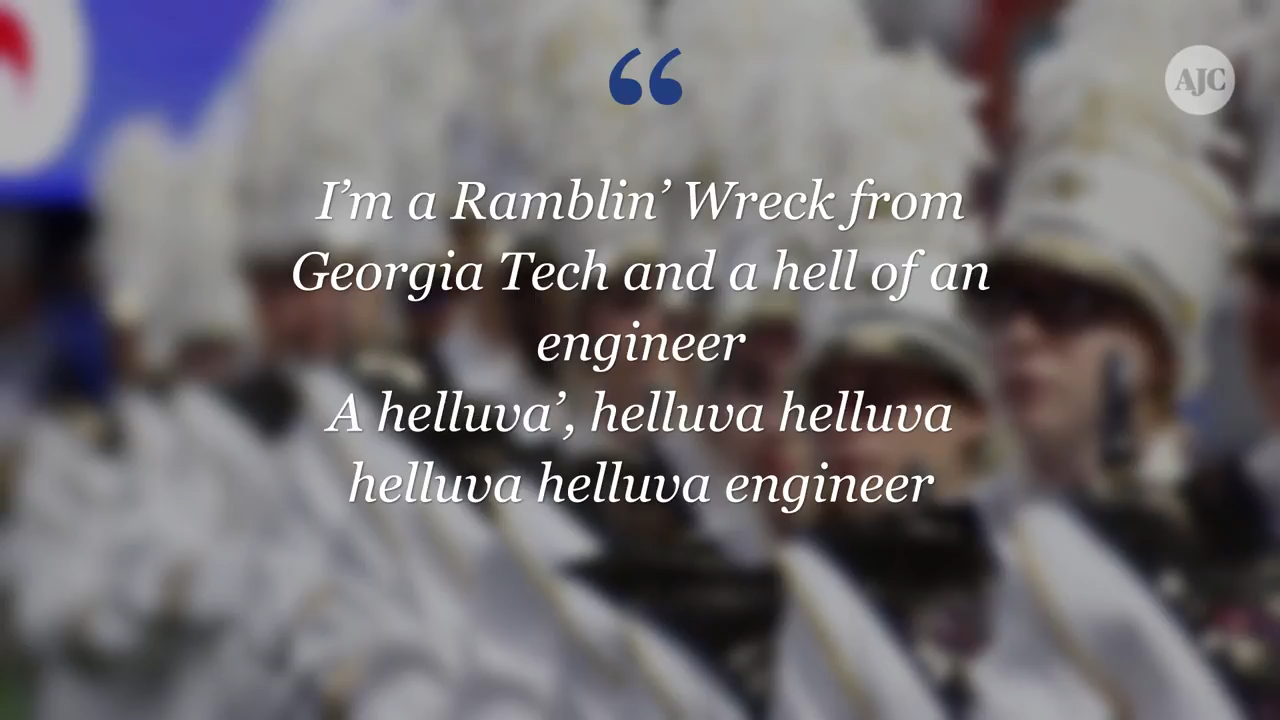 “
AJC
I’m a Ramblin’ Wreck from
Georgia Tech and a hell of an
engineer
A helluva’, helluva helluva
helluva helluva engineer